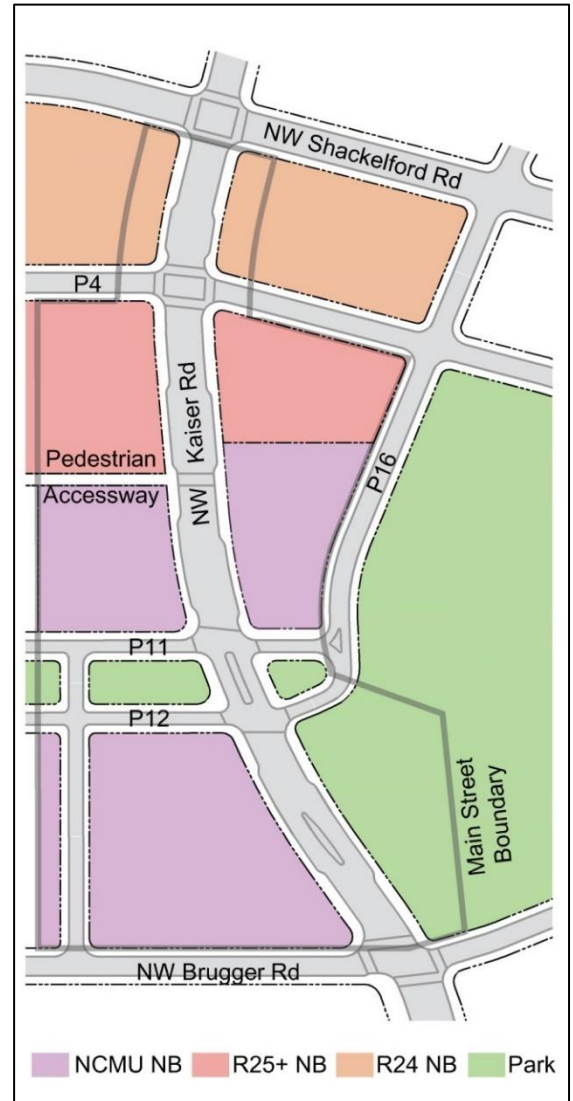 NW Shackelford Rd
P4
NW Kaiser Rd
Pedestrian
Accessway
P16
P11
P12
Main Street
Boundary
NW Brugger Rd
NCMU NB
R25+ NB
R24 NB
Park